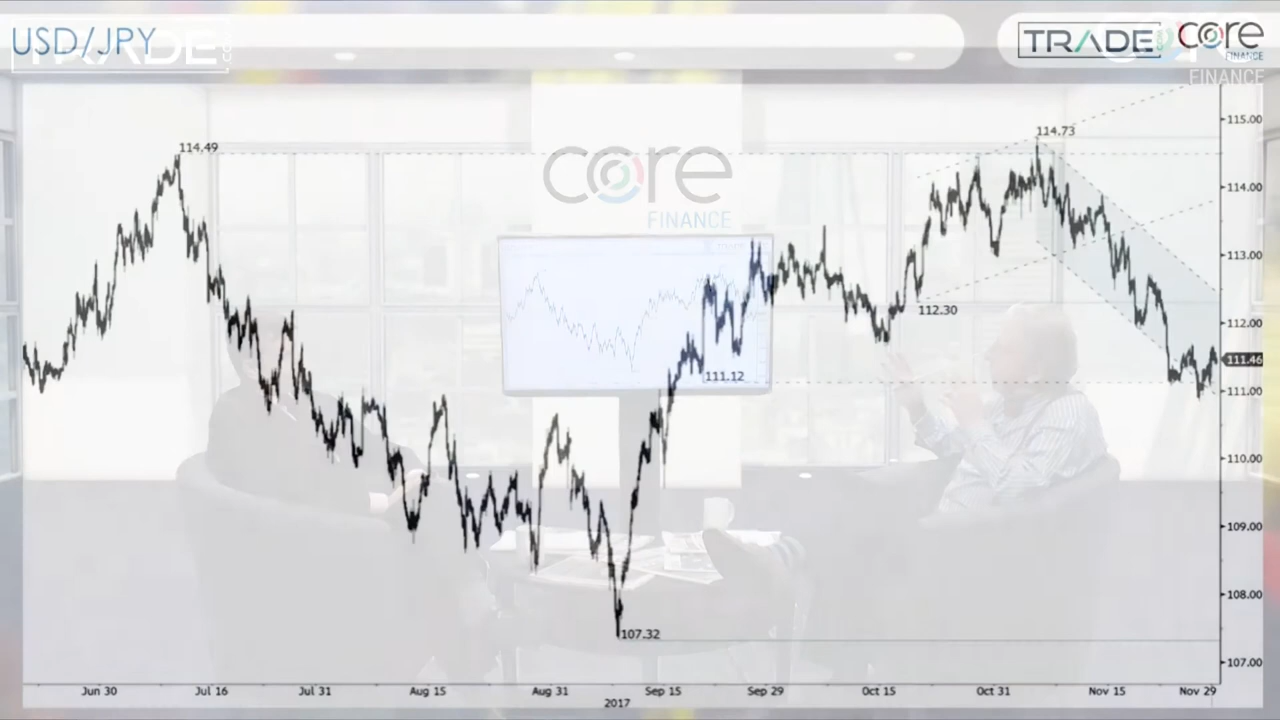 USD/JPY
TRADE.COM
TRADE
core
FINANCE
FINANCE
114.49
114.73
115.00
core
FINANCE
114.00
113.00
112.30
112.00
111.46
111.12
111.00
110.00
109.00
108.00
107.32
107.00
Jun 30 Jul 16 Jul 31 Aug 15 Aug 31 Sep 15 Sep 29 Oct 15 Oct 31 Nov 15 Nov 29
2017